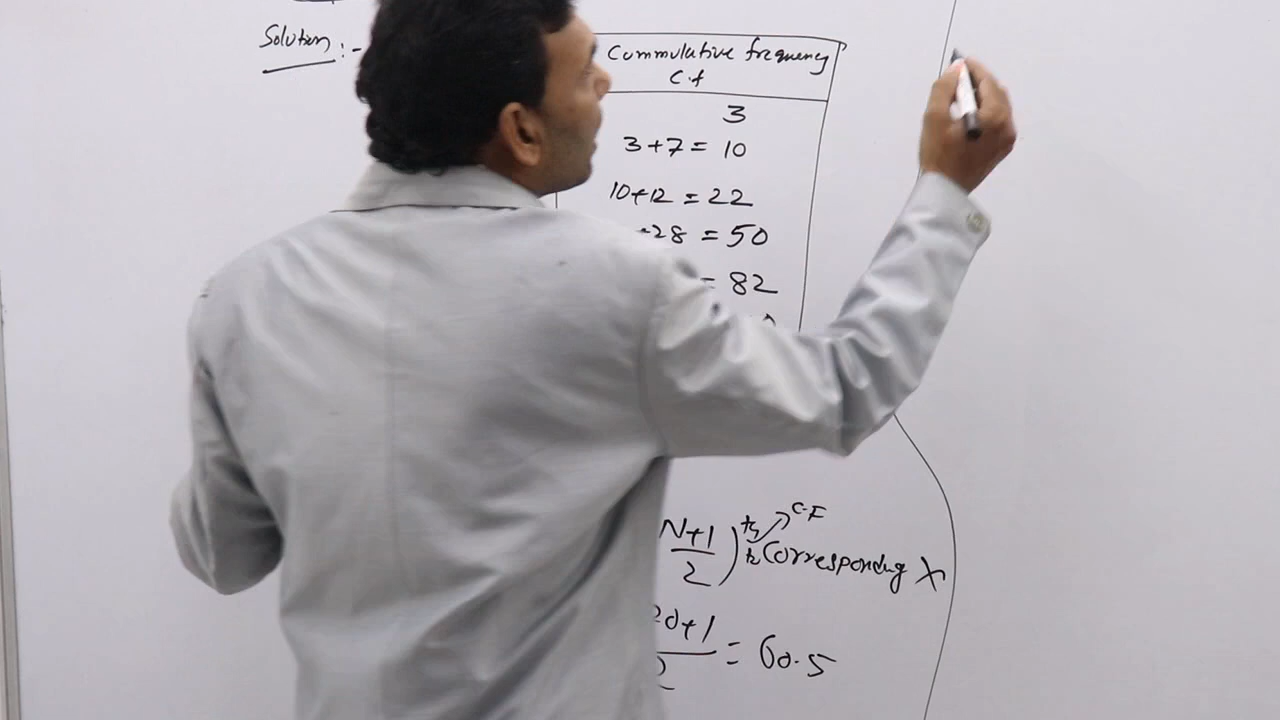 Solution :-
Cummulative frequency
C.f
3
3+7 = 10
10+12 = 22
28 = 50
= 82
N+1
2
)
th
C.F
Corresponding X
20+1
2
= 60.5